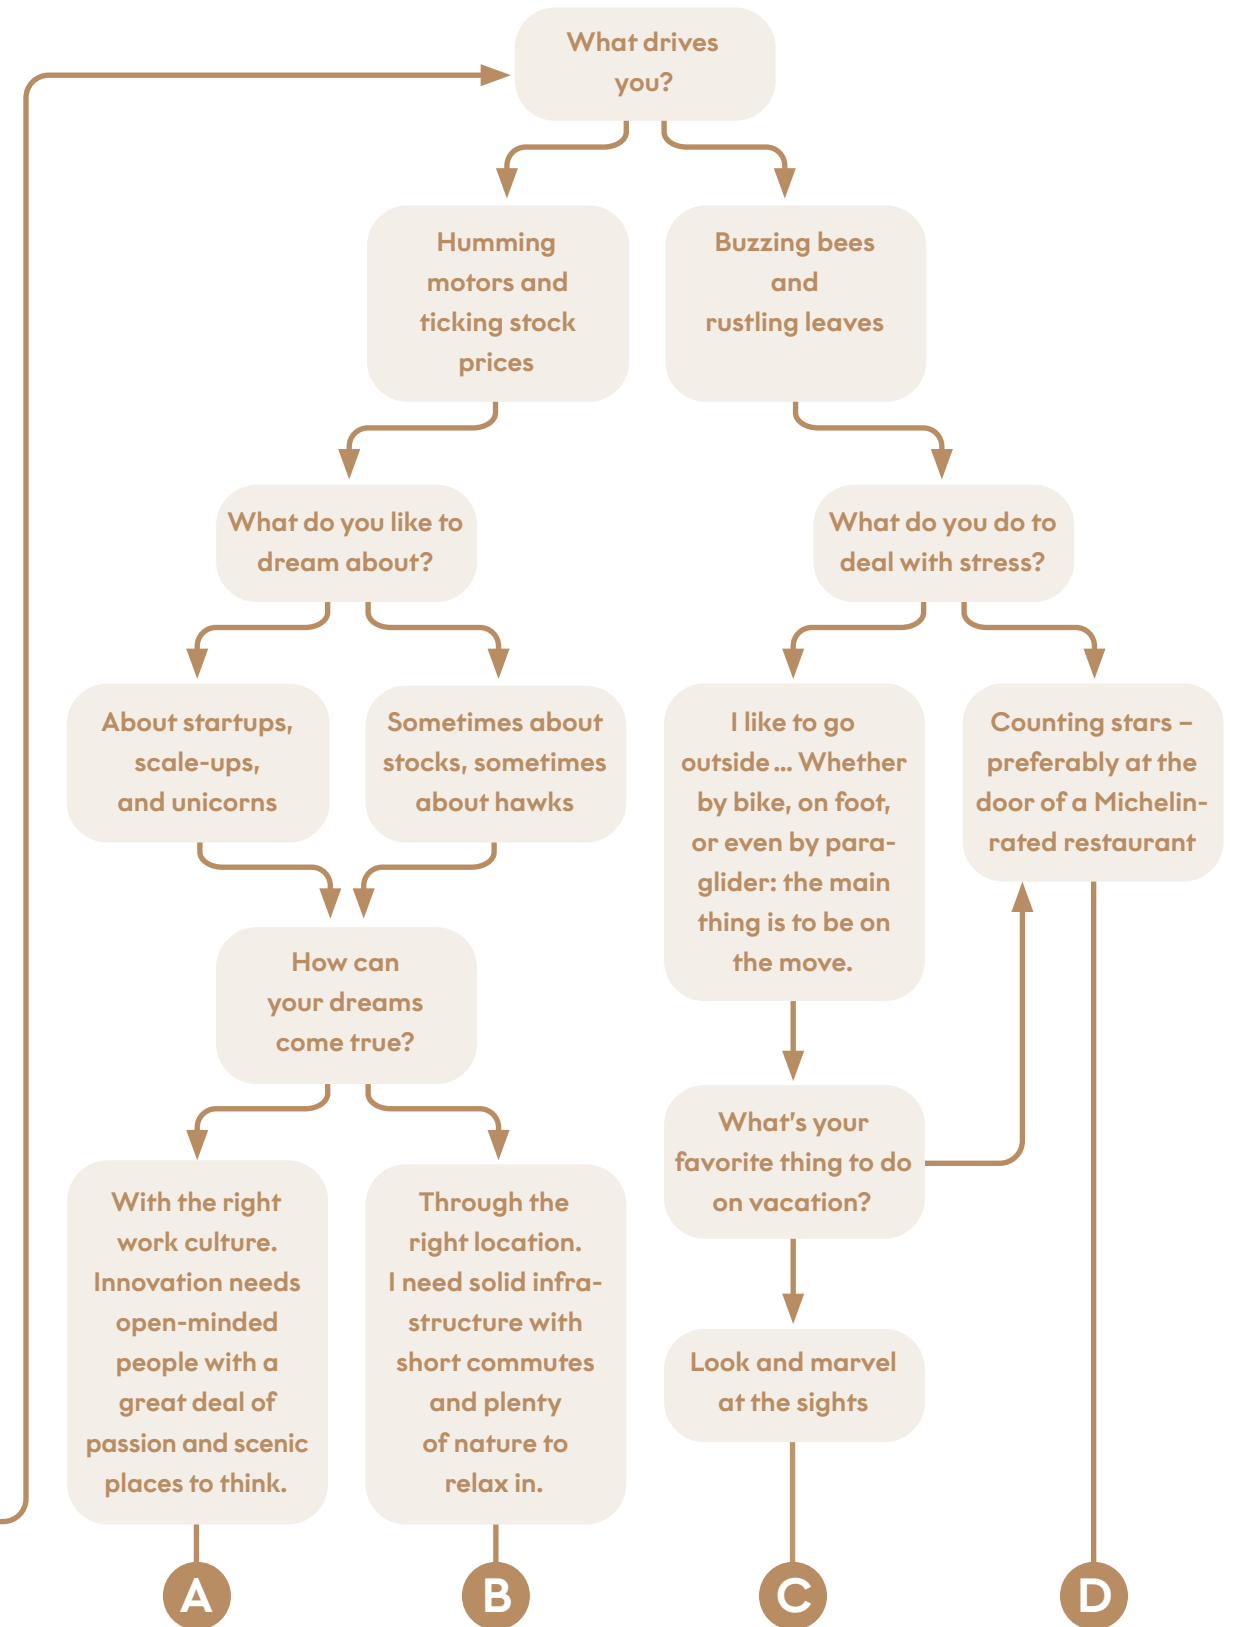 What drives
you?
Humming
motors and
ticking stock
prices
Buzzing bees
and
rustling leaves
What do you like to
dream about?
What do you do to
deal with stress?
About startups,
scale-ups,
and unicorns
Sometimes about
stocks, sometimes
about hawks
I like to go
outside ... Whether
by bike, on foot,
or even by para-
glider: the main
thing is to be on
the move.
Counting stars –
preferably at the
door of a Michelin-
rated restaurant
How can
your dreams
come true?
What's your
favorite thing to do
on vacation?
With the right
work culture.
Innovation needs
open-minded
people with a
great deal of
passion and scenic
places to think.
Through the
right location.
I need solid infra-
structure with
short commutes
and plenty
of nature to
relax in.
Look and marvel
at the sights
A
B
C
D